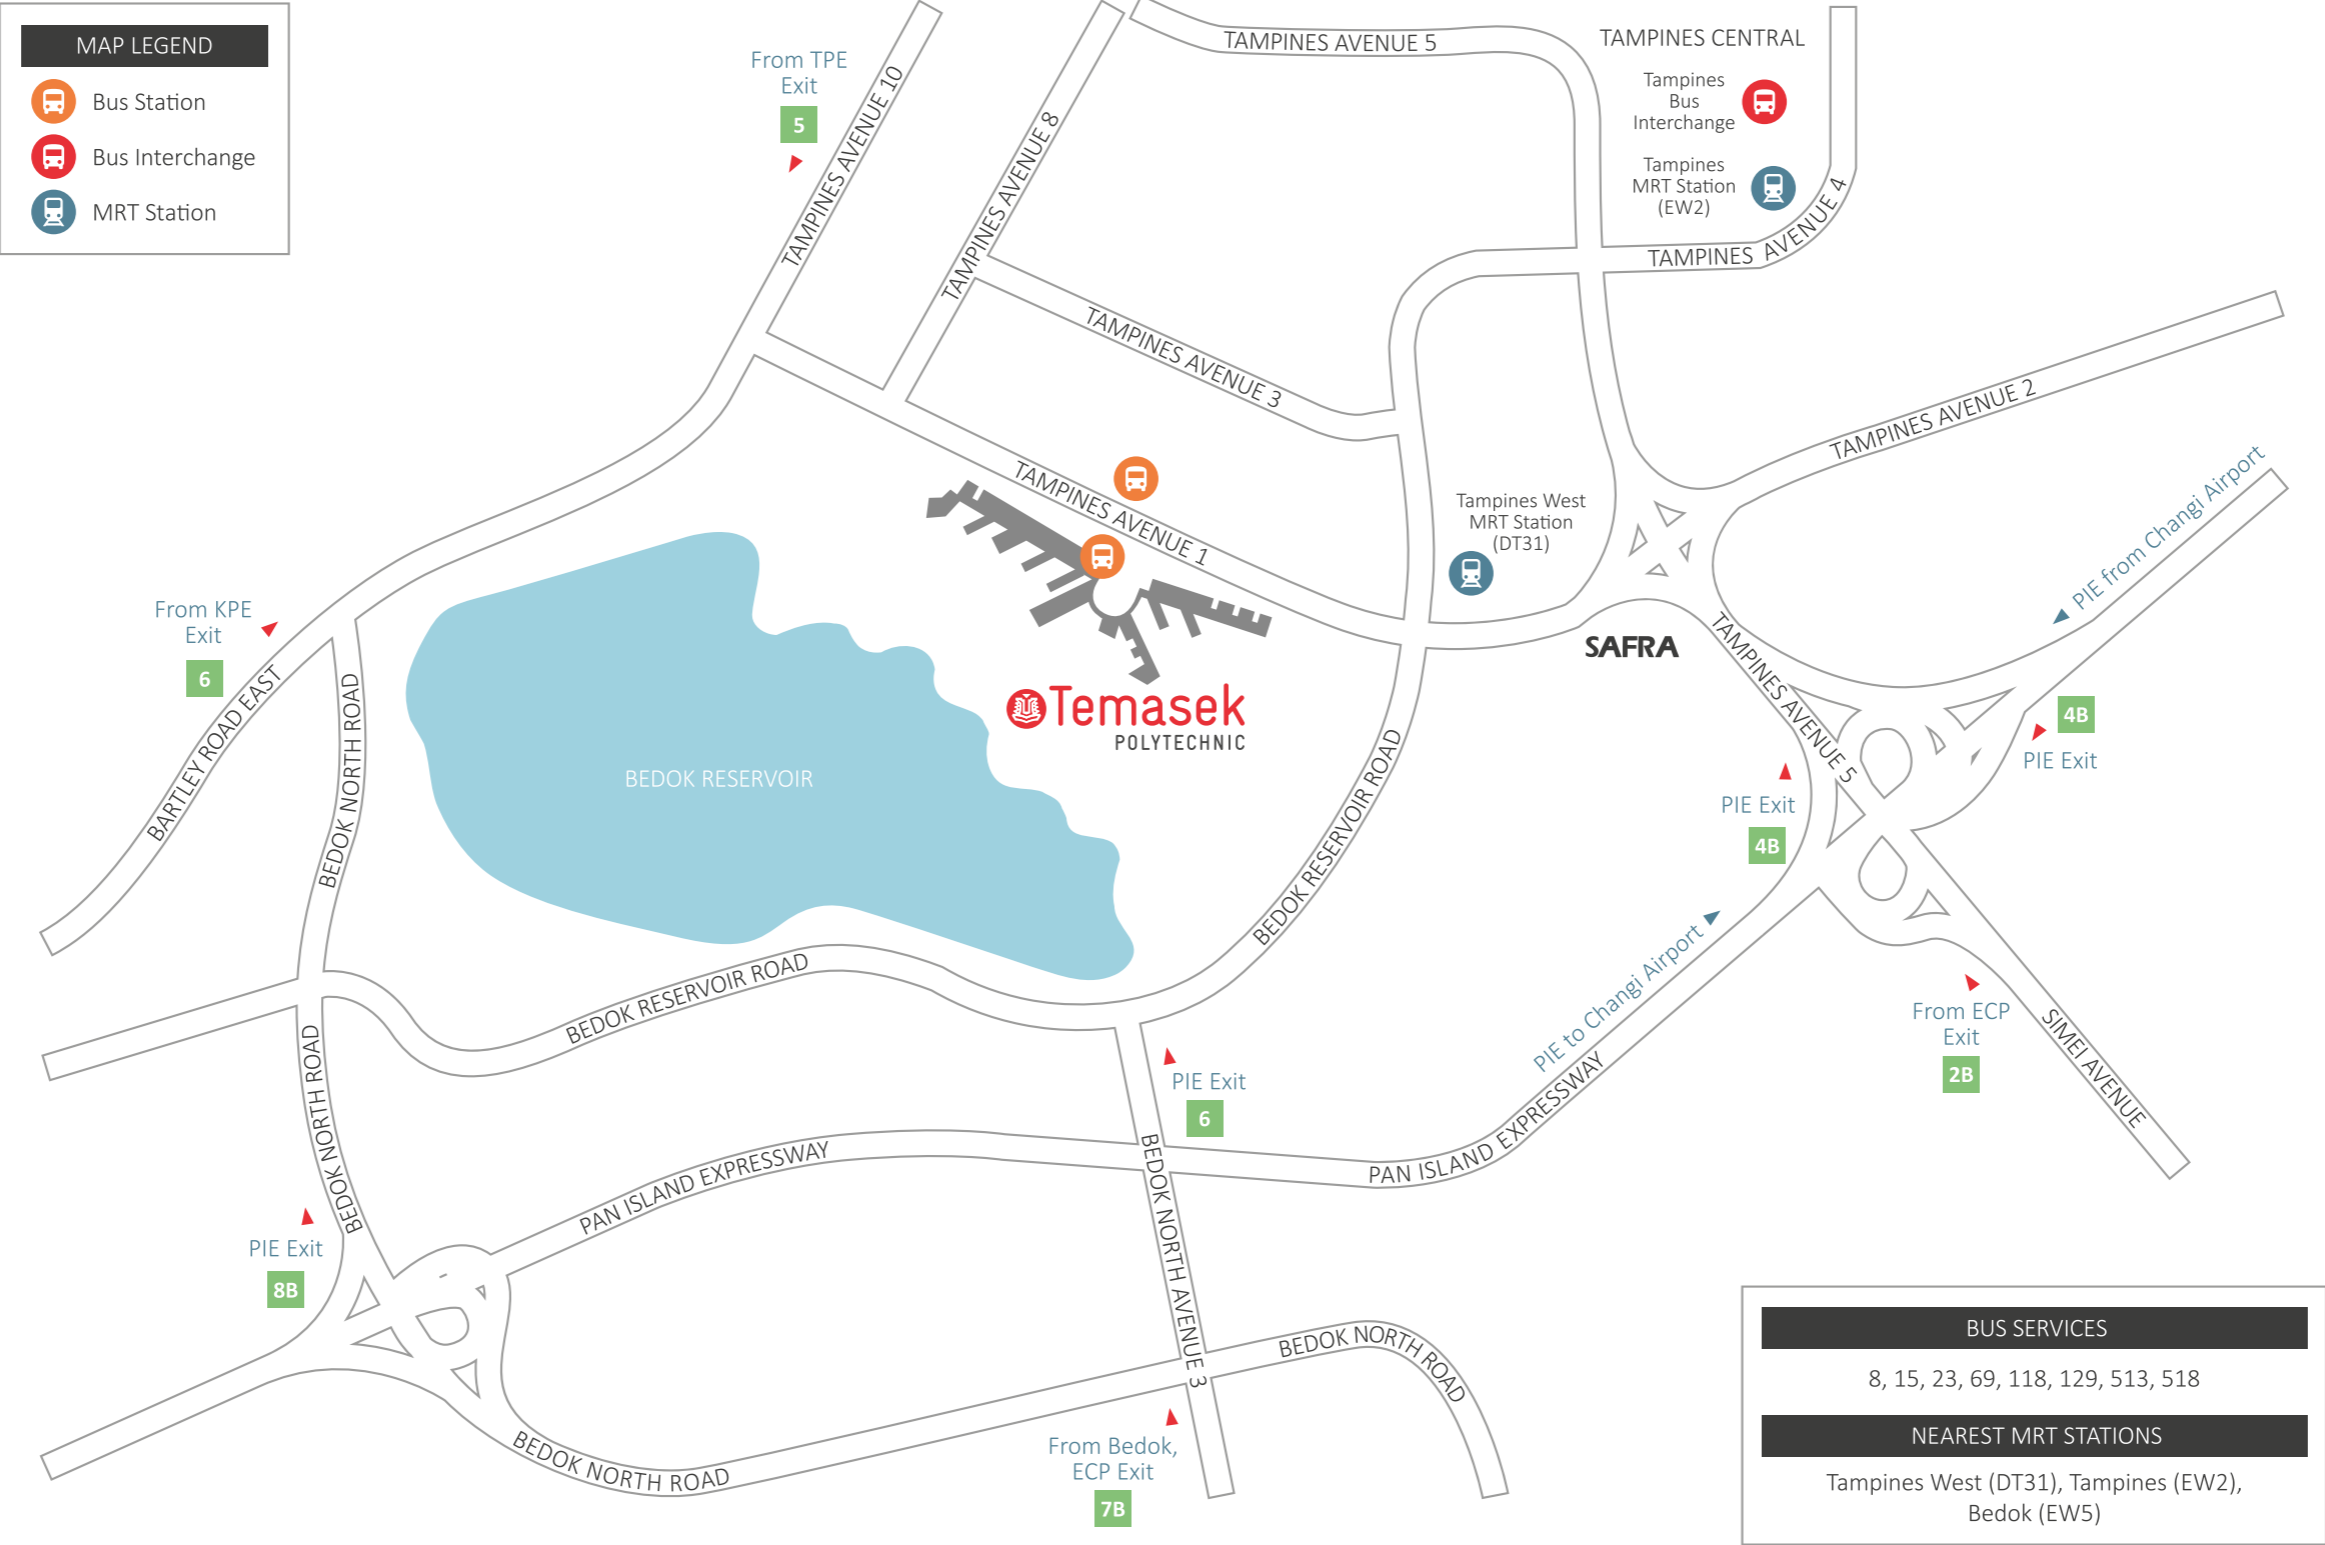 MAP LEGEND
Bus Station
Bus Interchange
MRT Station
From TPE
Exit
5
TAMPINES AVENUE 10
TAMPINES AVENUE 8
TAMPINES AVENUE 5
TAMPINES CENTRAL
Tampines
Bus
Interchange
Tampines
MRT Station
(EW2)
TAMPINES AVENUE 4
TAMPINES AVENUE 3
TAMPINES AVENUE 2
TAMPINES AVENUE 1
Tampines West
MRT Station
(DT31)
PIE from Changi Airport
From KPE
Exit
6
BARTLEY ROAD EAST
BEDOK NORTH ROAD
SAFRA
TAMPINES AVENUE 5
Temasek
POLYTECHNIC
BEDOK RESERVOIR
BEDOK RESERVOIR ROAD
4B
PIE Exit
PIE Exit
4B
BEDOK RESERVOIR ROAD
PIE to Changi Airport
From ECP
Exit
2B
SIMEI AVENUE
BEDOK NORTH ROAD
PIE Exit
6
PAN ISLAND EXPRESSWAY
PAN ISLAND EXPRESSWAY
BEDOK NORTH AVENUE 3
PIE Exit
8B
BEDOK NORTH ROAD
BEDOK NORTH ROAD
From Bedok,
ECP Exit
7B
BUS SERVICES
8, 15, 23, 69, 118, 129, 513, 518
NEAREST MRT STATIONS
Tampines West (DT31), Tampines (EW2),
Bedok (EW5)